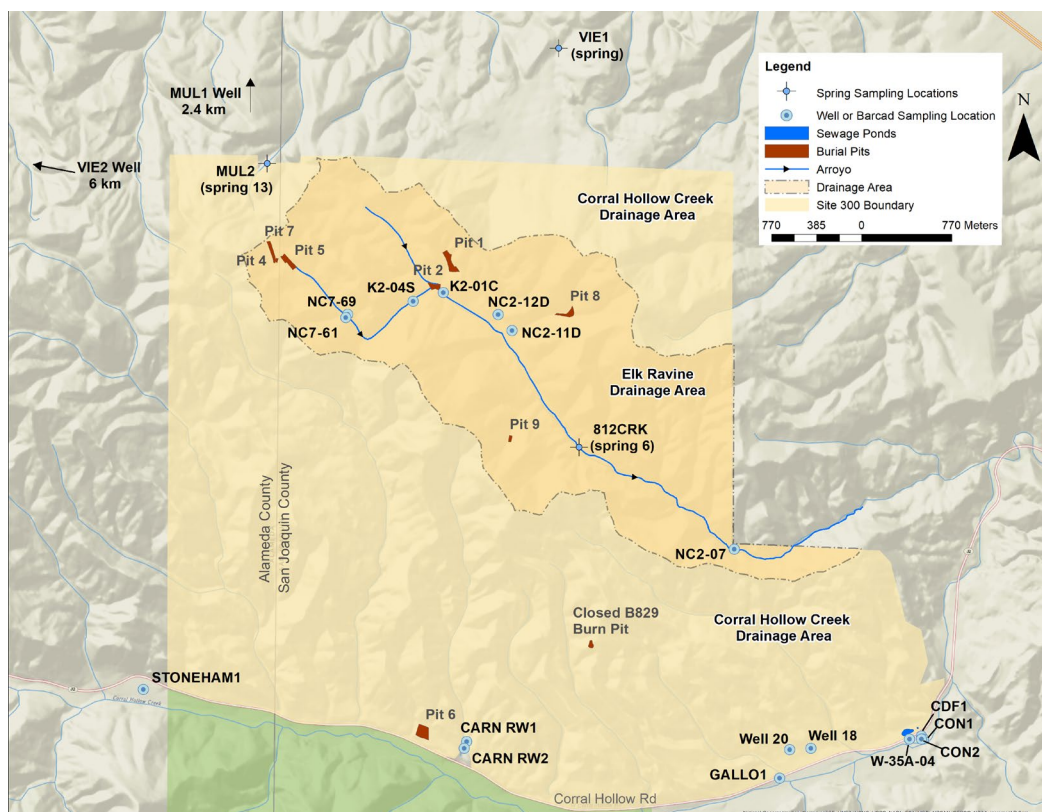 VIE1
(spring)
MUL1 Well
2.4 km
VIE2 Well
6 km
MUL2
(spring 13)
Legend
Spring Sampling Locations
Well or Barcad Sampling Location
Sewage Ponds
Burial Pits
Arroyo
Drainage Area
Site 300 Boundary
770 385 0 770 Meters
N
Corral Hollow Creek
Drainage Area
Pit 7
Pit 5
Pit 4
Pit 1
Pit 2
K2-04S
K2-01C
NC7-69
NC7-61
NC2-12D
Pit 8
NC2-11D
Elk Ravine
Drainage Area
Pit 9
812CRK
(spring 6)
Alameda County
San Joaquin County
NC2-07
Closed B829
Burn Pit
Corral Hollow Creek
Drainage Area
STONEHAM1
Corral Hollow Creek
Pit 6
CARN RW1
CARN RW2
Well 20
Well 18
CDF1
CON1
CON2
W-35A-04
GALLO1
Corral Hollow Rd